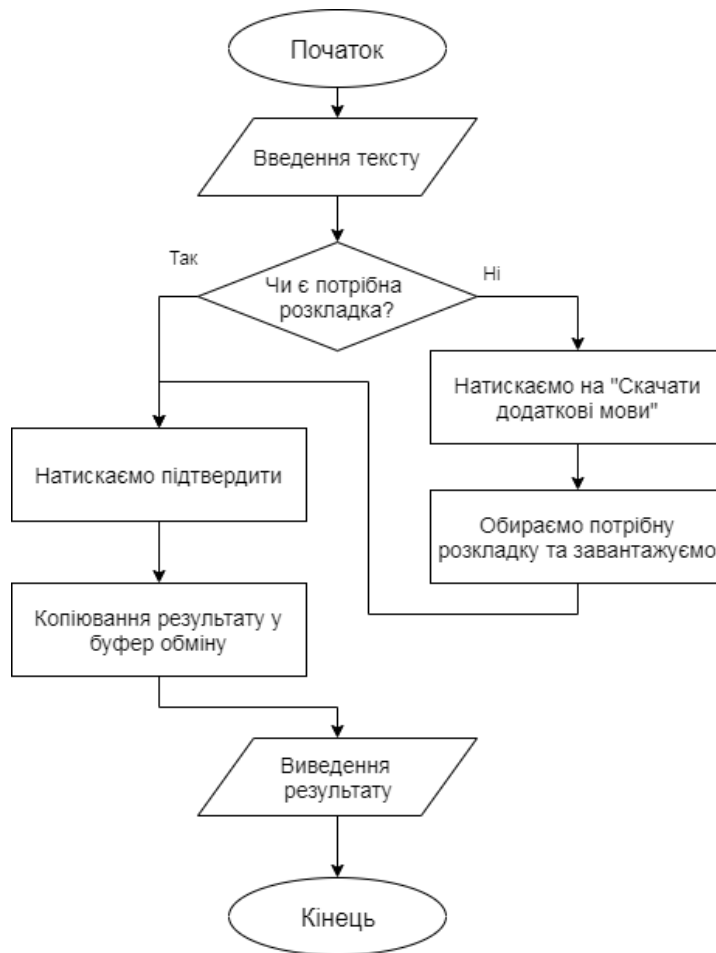 Початок
Введення тексту
Так
Чи є потрібна
розкладка?
Ні
Натискаємо на "Скачати
додаткові мови"
Натискаємо підтвердити
Обираємо потрібну
розкладку та завантажуємо
Копіювання результату у
буфер обміну
Виведення
результату
Кінець